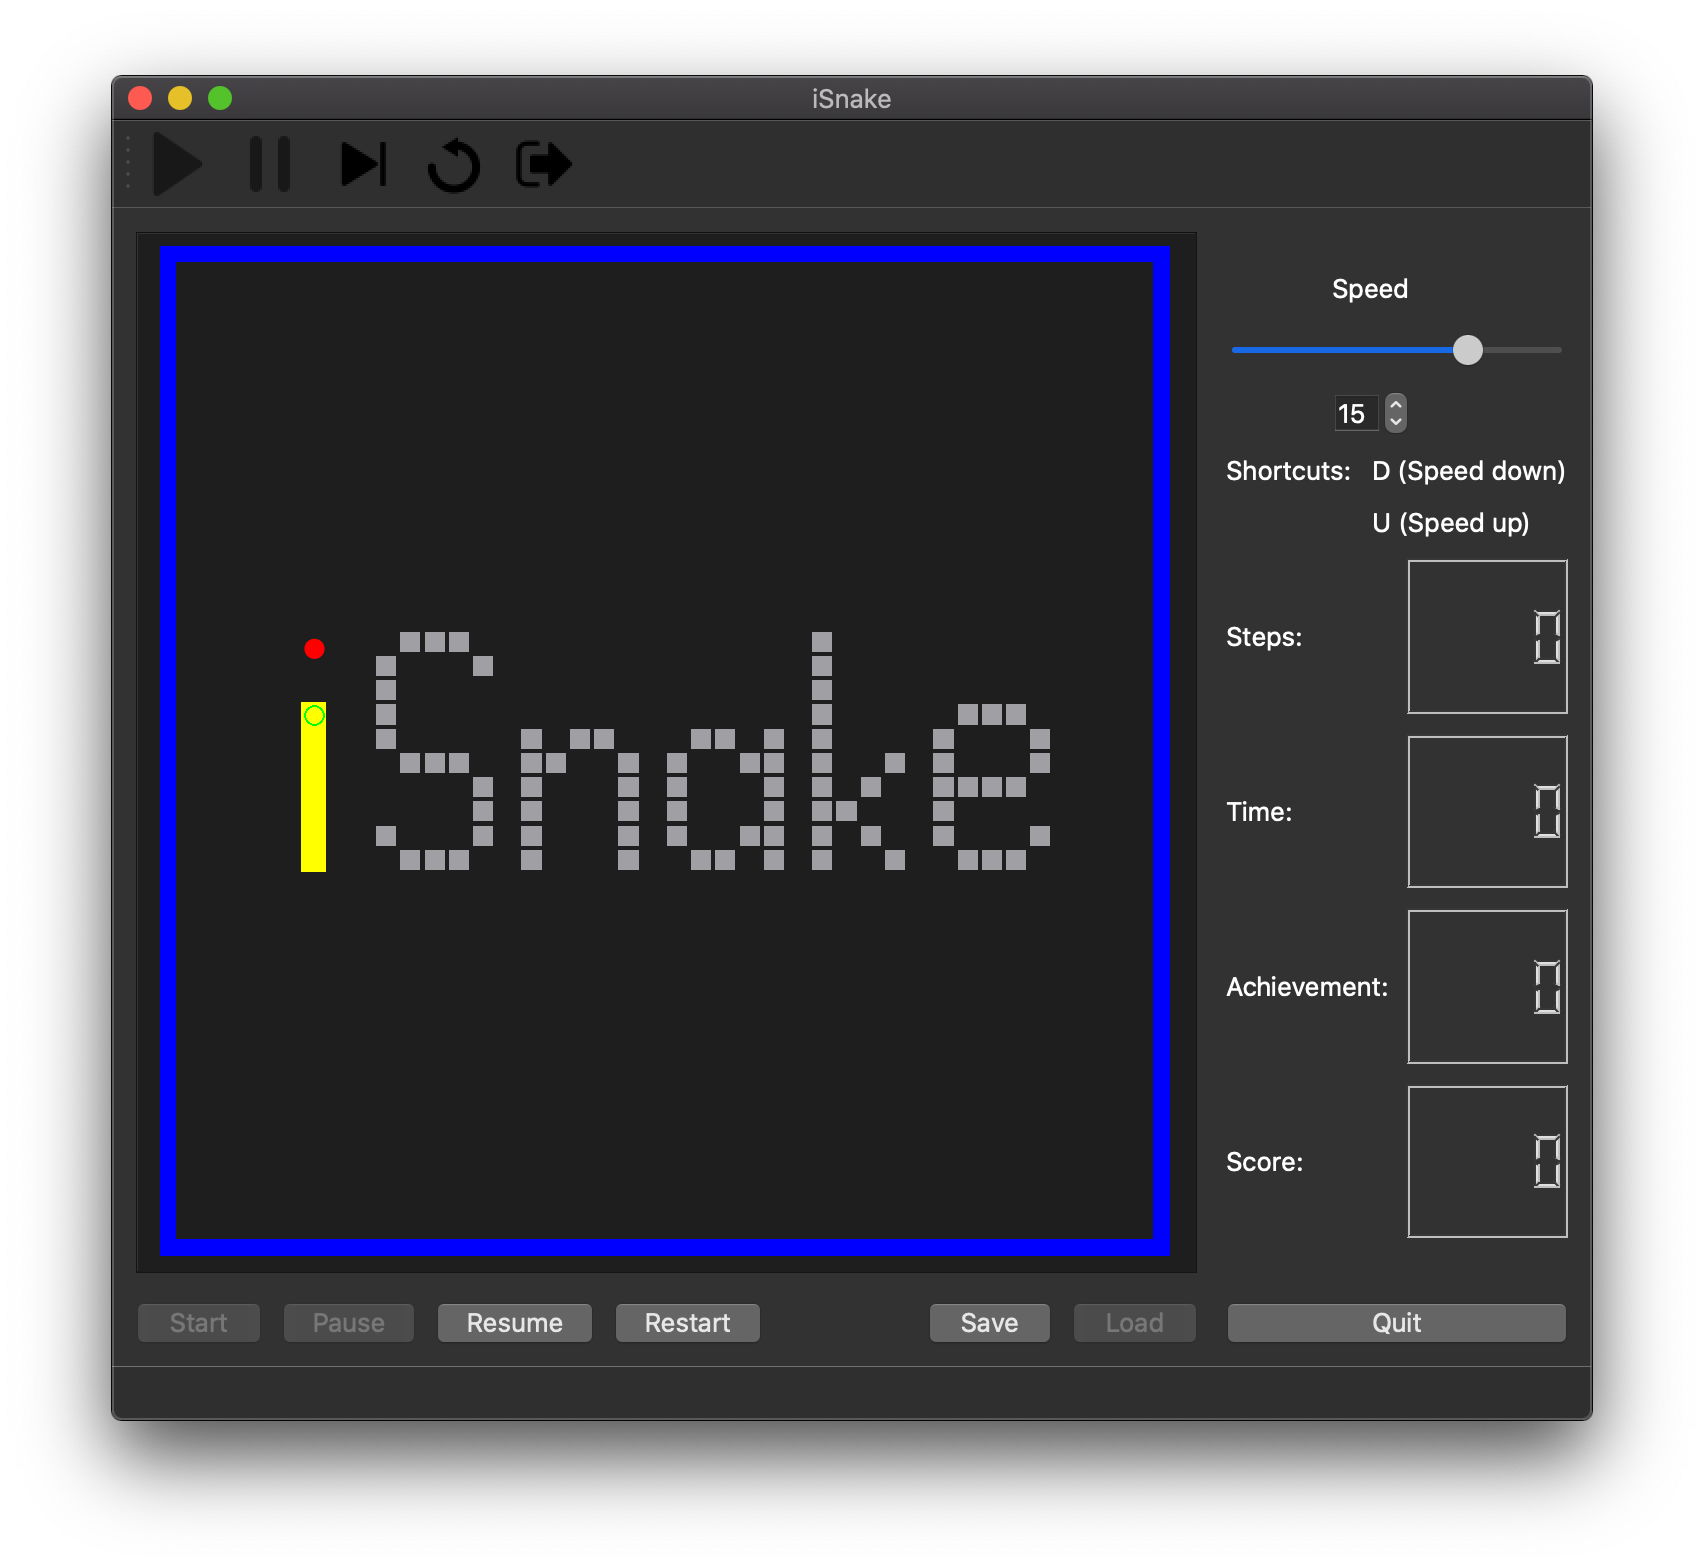 iSnake
iSnake
Speed
15
Shortcuts: D (Speed down)
U (Speed up)
Steps: 0
Time: 0
Achievement: 0
Score: 0
Start Pause Resume Restart Save Load Quit